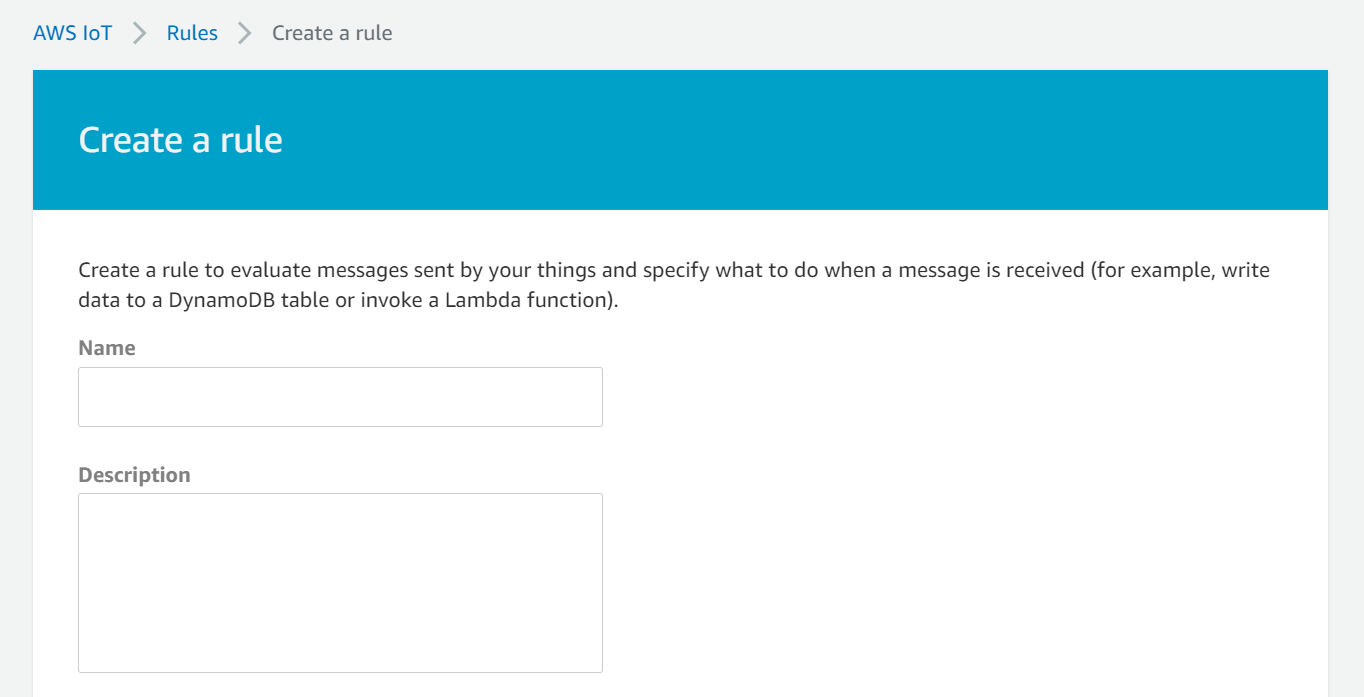 AWS IoT > Rules > Create a rule
Create a rule
Create a rule to evaluate messages sent by your things and specify what to do when a message is received (for example, write
data to a DynamoDB table or invoke a Lambda function).
Name
Description